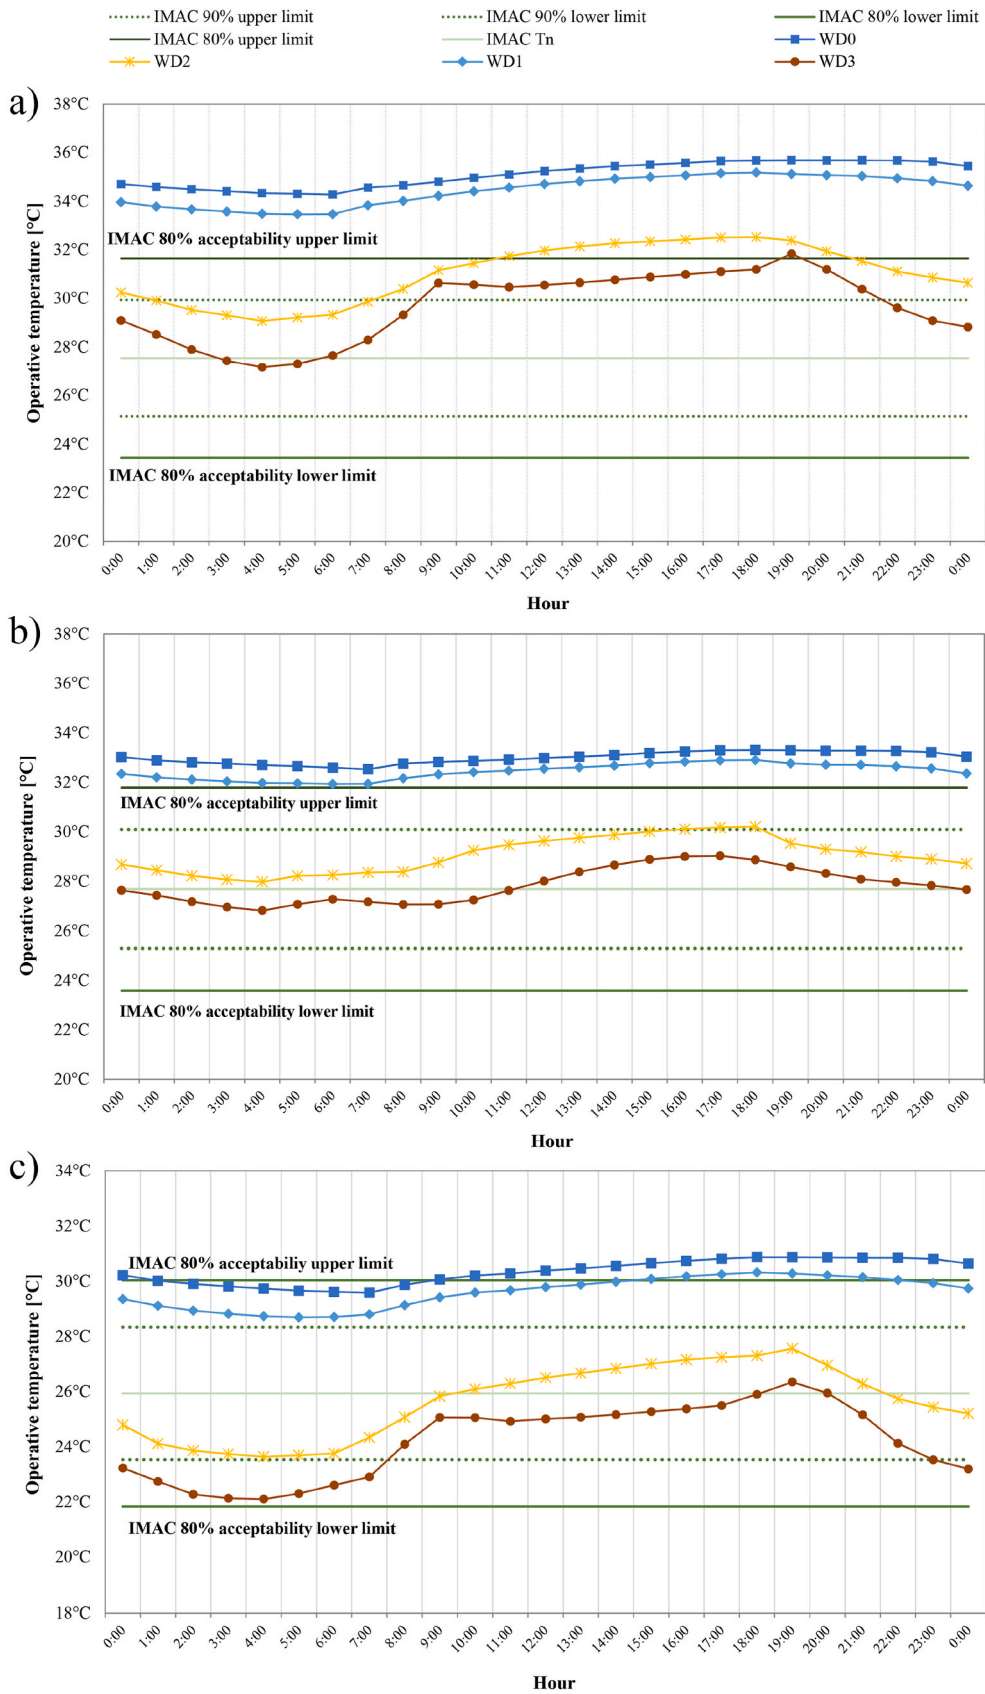 IMAC 90% upper limit IMAC 90% lower limit IMAC 80% lower limit
IMAC 80% upper limit IMAC Tn WD0
WD2 WD1 WD3
a)
38°C
36°C
34°C
IMAC 80% acceptability upper limit
32°C
30°C
28°C
26°C
24°C
IMAC 80% acceptability lower limit
22°C
20°C
Operative temperature [°C]
0:00 1:00 2:00 3:00 4:00 5:00 6:00 7:00 8:00 9:00 10:00 11:00 12:00 13:00 14:00 15:00 16:00 17:00 18:00 19:00 20:00 21:00 22:00 23:00 0:00
Hour
b)
38°C
36°C
34°C
32°C
IMAC 80% acceptability upper limit
30°C
28°C
26°C
24°C
IMAC 80% acceptability lower limit
22°C
20°C
Operative temperature [°C]
0:00 1:00 2:00 3:00 4:00 5:00 6:00 7:00 8:00 9:00 10:00 11:00 12:00 13:00 14:00 15:00 16:00 17:00 18:00 19:00 20:00 21:00 22:00 23:00 0:00
Hour
c)
34°C
32°C
IMAC 80% acceptabiliy upper limit
30°C
28°C
26°C
24°C
22°C
IMAC 80% acceptability lower limit
20°C
18°C
Operative temperature [°C]
0:00 1:00 2:00 3:00 4:00 5:00 6:00 7:00 8:00 9:00 10:00 11:00 12:00 13:00 14:00 15:00 16:00 17:00 18:00 19:00 20:00 21:00 22:00 23:00 0:00
Hour